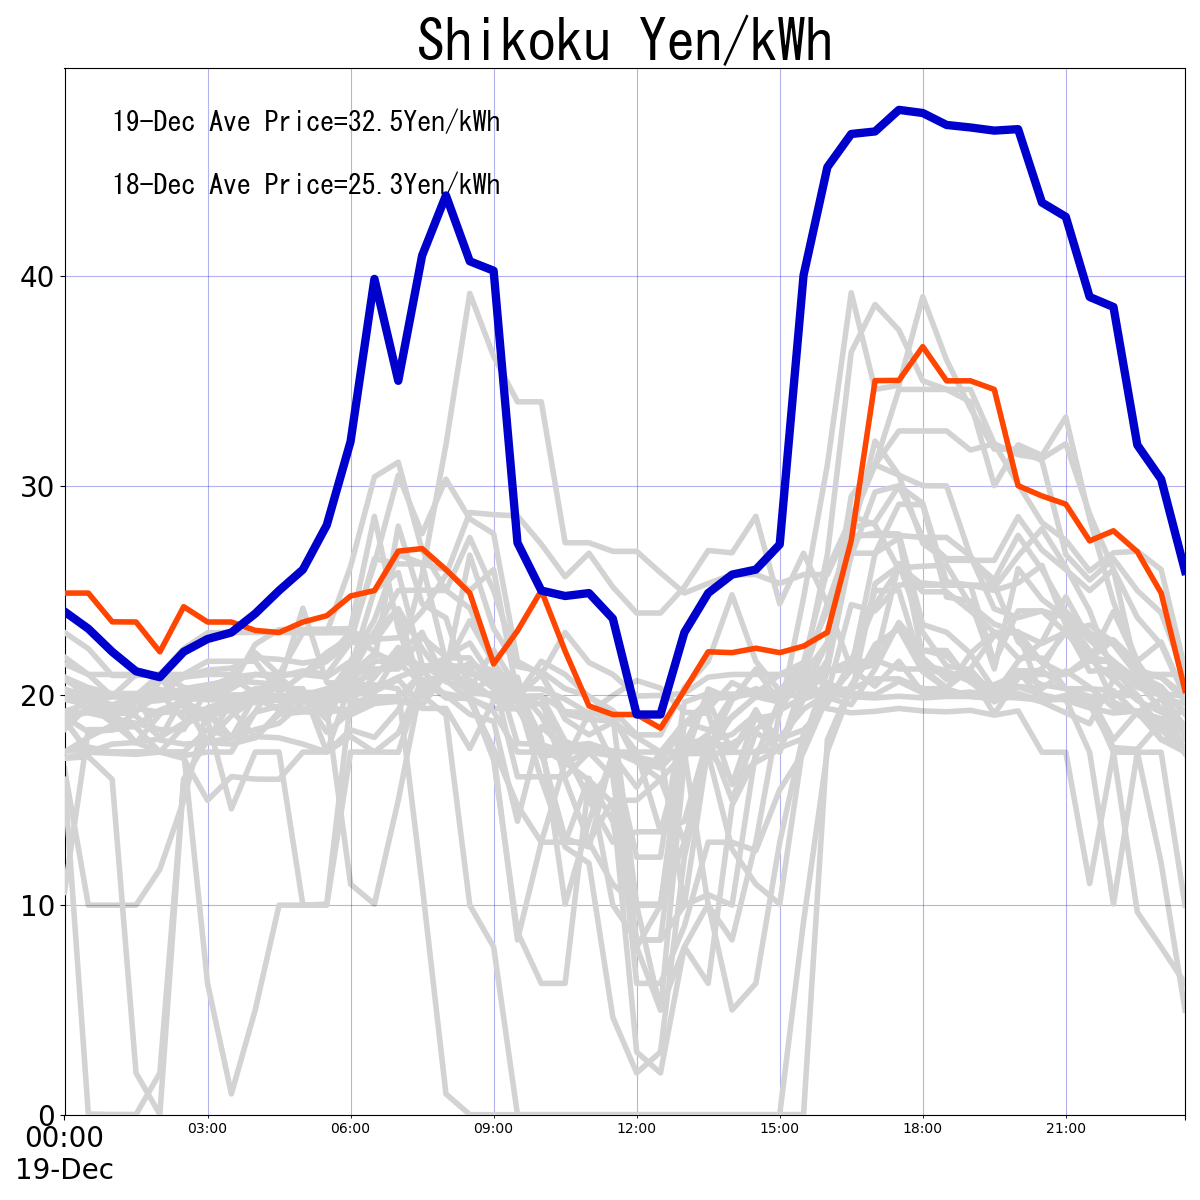 Shikoku Yen/kWh
19-Dec Ave Price=32.5Yen/kWh
18-Dec Ave Price=25.3Yen/kWh
40
30
20
10
0
00:00 03:00 06:00 09:00 12:00 15:00 18:00 21:00
19-Dec